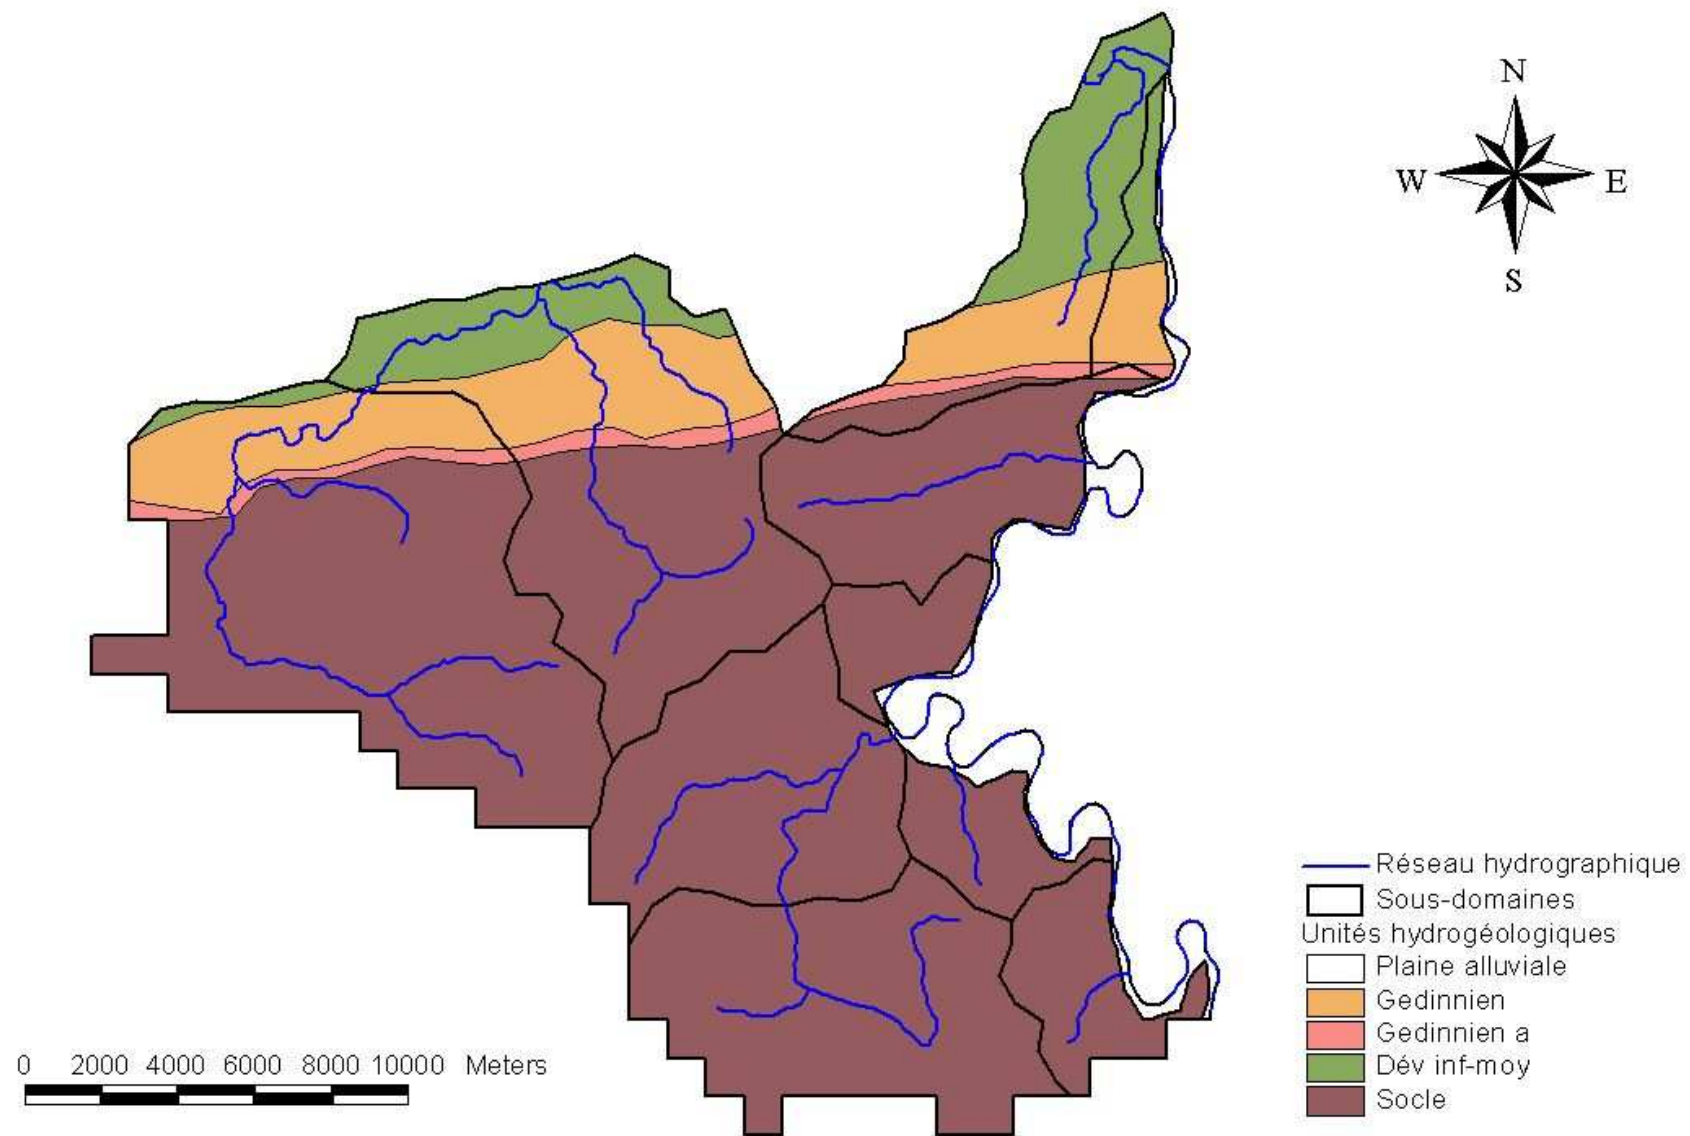 N
W E
S
Réseau hydrographique
Sous-domaines
Unités hydrogéologiques
Plaine alluviale
Gedinnien
Gedinnien a
Dév inf-moy
Socle
0 2000 4000 6000 8000 10000 Meters